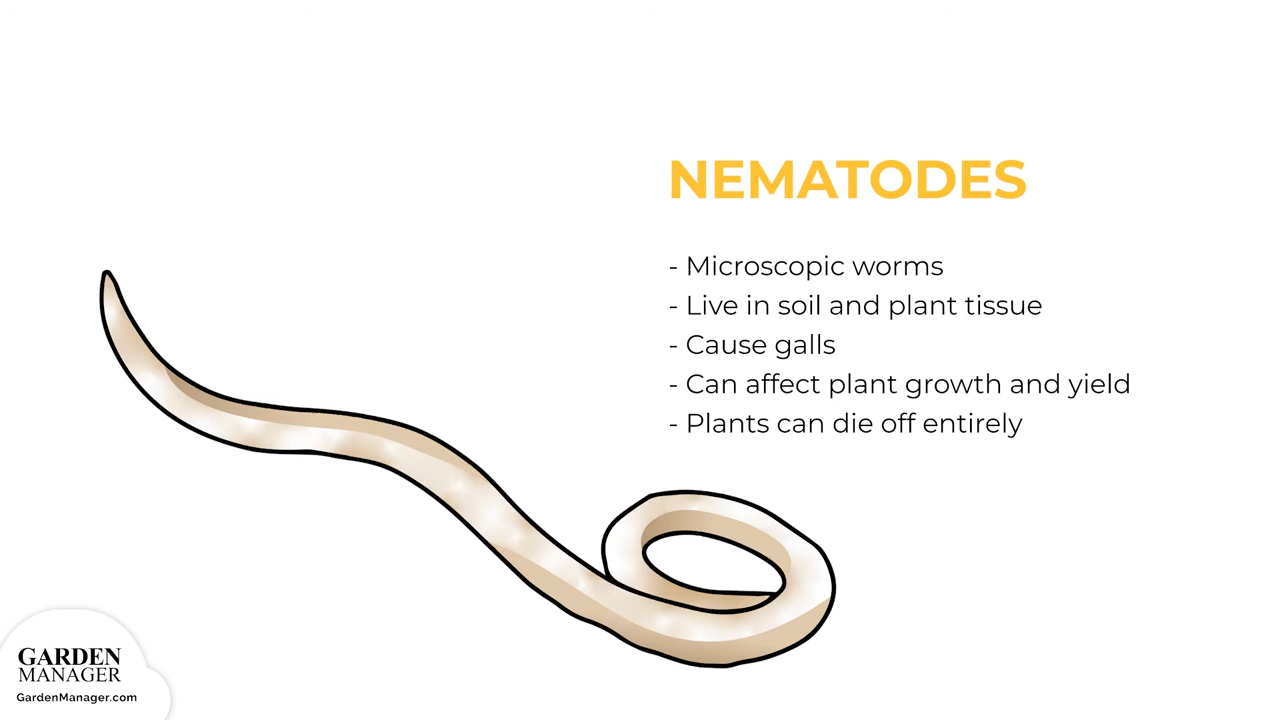 NEMATODES
- Microscopic worms
- Live in soil and plant tissue
- Cause galls
- Can affect plant growth and yield
- Plants can die off entirely
GARDEN
MANAGER
GardenManager.com